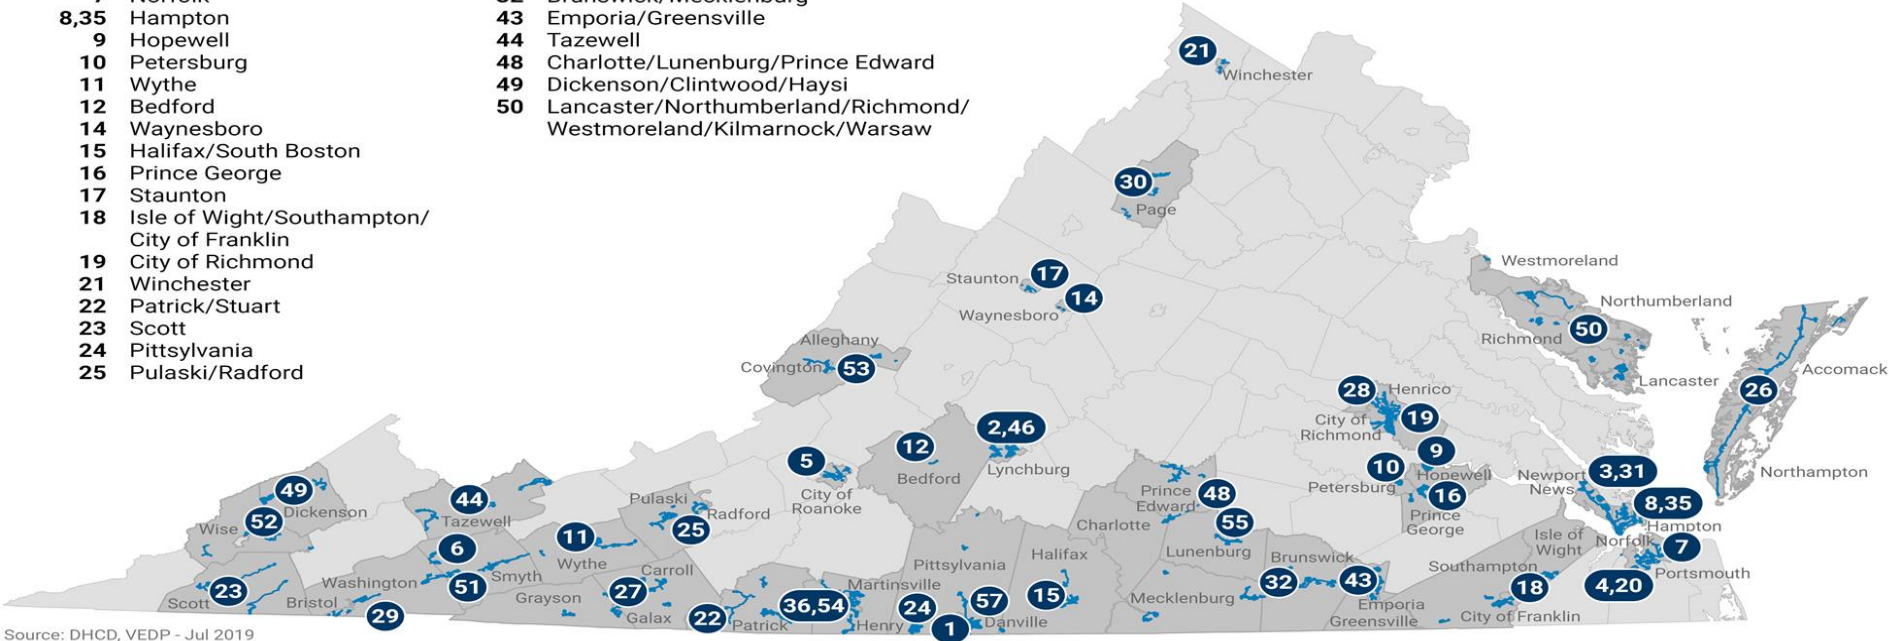 7 Norfolk
8,35 Hampton
9 Hopewell
10 Petersburg
11 Wythe
12 Bedford
14 Waynesboro
15 Halifax/South Boston
16 Prince George
17 Staunton
18 Isle of Wight/Southampton/
City of Franklin
19 City of Richmond
21 Winchester
22 Patrick/Stuart
23 Scott
24 Pittsylvania
25 Pulaski/Radford
32 Brunswick/Mecklenburg
43 Emporia/Greensville
44 Tazewell
48 Charlotte/Lunenburg/Prince Edward
49 Dickenson/Clintwood/Haysi
50 Lancaster/Northumberland/Richmond/
Westmoreland/Kilmarnock/Warsaw
21
Winchester
30
Page
Staunton
17
14
Waynesboro
Westmoreland
Northumberland
50
Richmond
Lancaster
Accomack
26
Northampton
Alleghany
Covington
53
28
Henrico
City of
Richmond
19
9
10
Hopewell
Petersburg
16
Prince
George
2,46
Lynchburg
12
Bedford
5
City of
Roanoke
Newport
News
3,31
8,35
Hampton
Norfolk
7
Portsmouth
4,20
Isle of
Wight
Southampton
18
City of Franklin
49
Dickenson
Wise
52
44
Tazewell
Pulaski
Radford
25
Prince
Edward
48
55
Charlotte
Lunenburg
Brunswick
6
11
Wythe
Carroll
Pittsylvania
Halifax
Washington
51
Smyth
Grayson
27
Galax
Martinsville
32
43
Mecklenburg
Emporia
Greensville
23
Scott
Bristol
29
22
Patrick
36,54
Henry
24
1
57
Danville
15
Source: DHCD, VEDP - Jul 2019